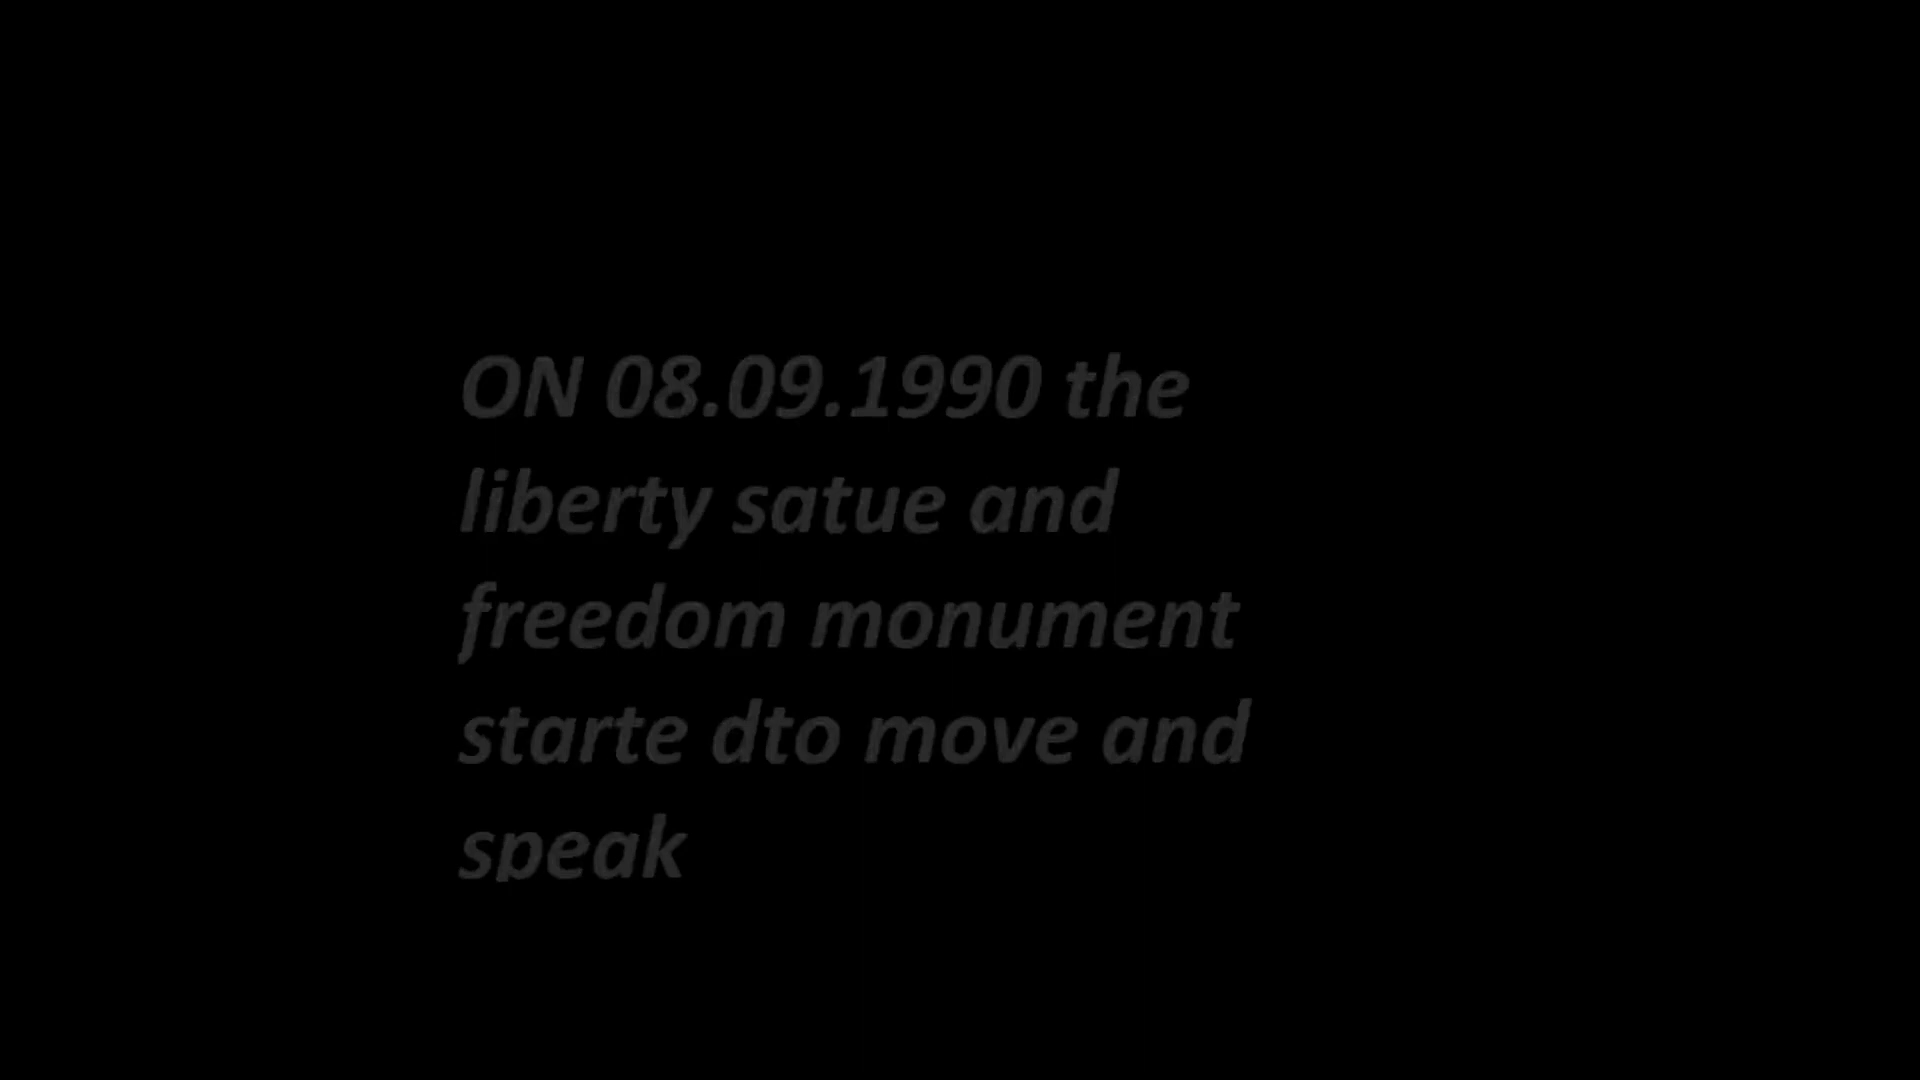 ON 08.09.1990 the
liberty satue and
freedom monument
starte dto move and
speak